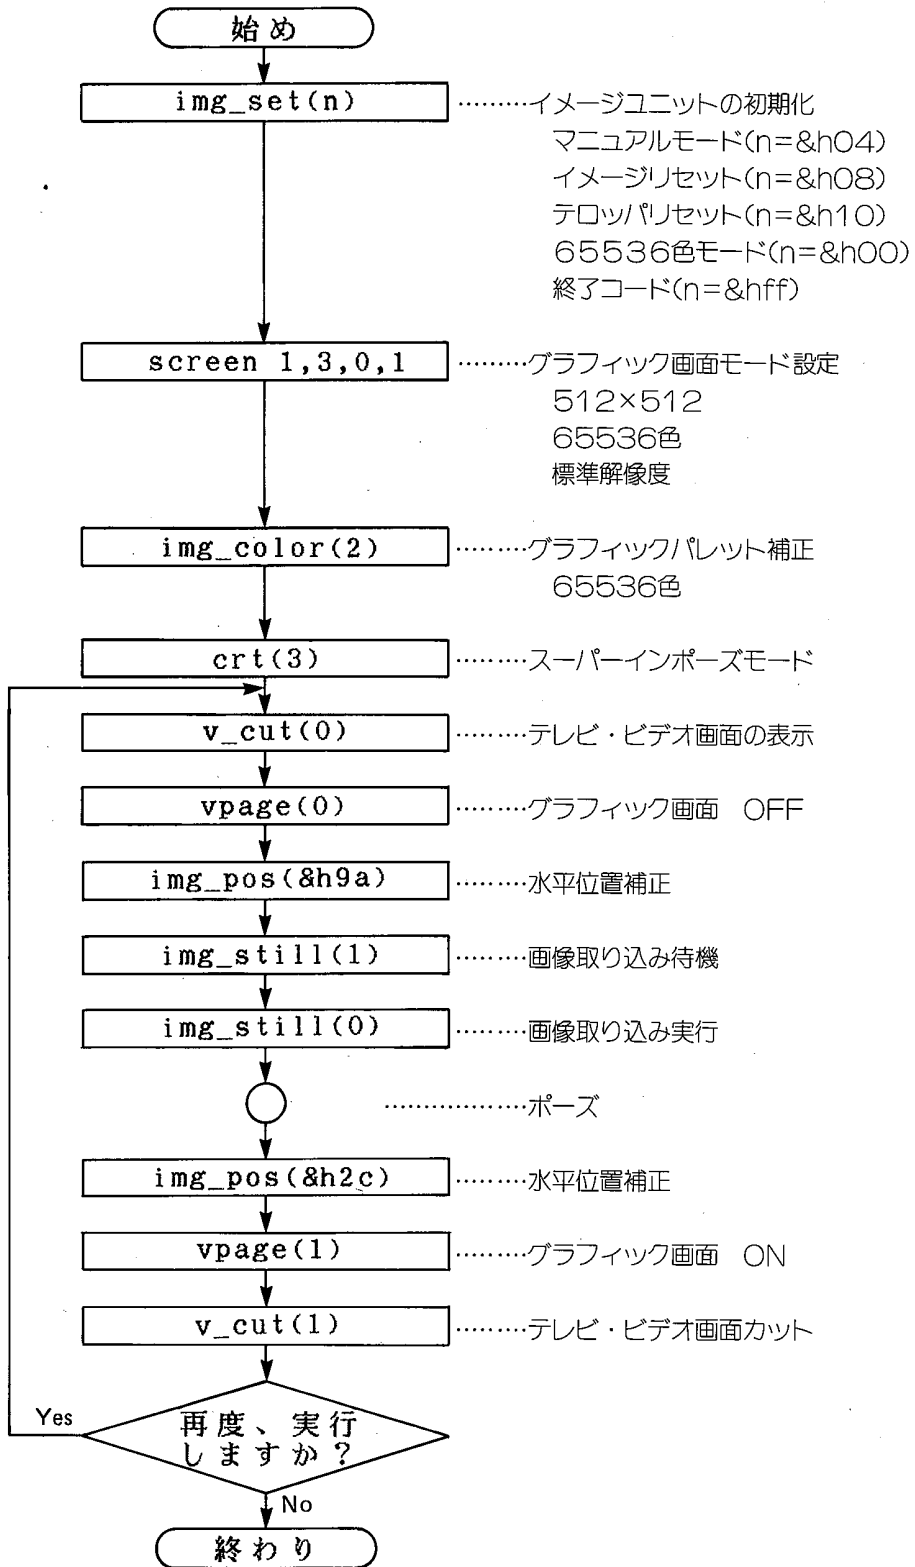 始め
img_set(n) ………イメージユニットの初期化
マニュアルモード(n=&h04)
イメージリセット(n=&h08)
テロッパリセット(n=&h10)
65536色モード(n=&h00)
終了コード(n=&hff)
screen 1,3,0,1 ………グラフィック画面モード設定
512×512
65536色
標準解像度
img_color(2) ………グラフィックパレット補正
65536色
crt(3) ………スーパーインポーズモード
v_cut(0) ………テレビ・ビデオ画面の表示
vpage(0) ………グラフィック画面 OFF
img_pos(&h9a) ………水平位置補正
img_still(1) ………画像取り込み待機
img_still(0) ………画像取り込み実行
………………ポーズ
img_pos(&h2c) ………水平位置補正
vpage(1) ………グラフィック画面 ON
v_cut(1) ………テレビ・ビデオ画面カット
Yes
再度、実行
しますか?
No
終わり